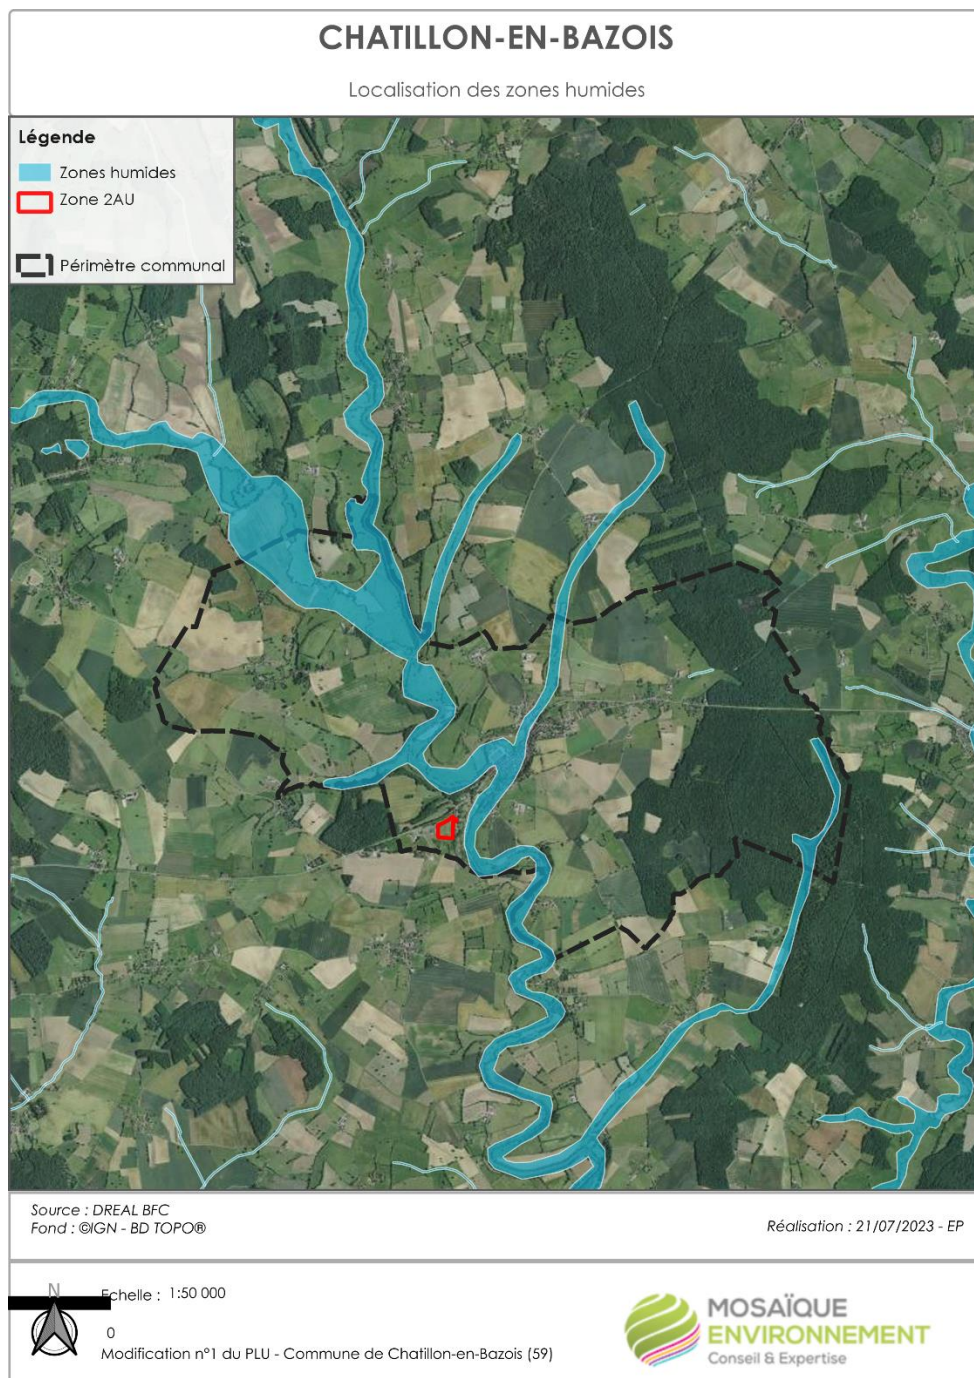 CHATILLON-EN-BAZOIS
Localisation des zones humides
Légende
Zones humides
Zone 2AU
Périmètre communal
Source : DREAL BFC
Fond : ©IGN - BD TOPO®
Réalisation : 21/07/2023 - EP
N
Echelle : 1:50 000
0
Modification n°1 du PLU - Commune de Chatillon-en-Bazois (59)
MOSAÏQUE
ENVIRONNEMENT
Conseil & Expertise